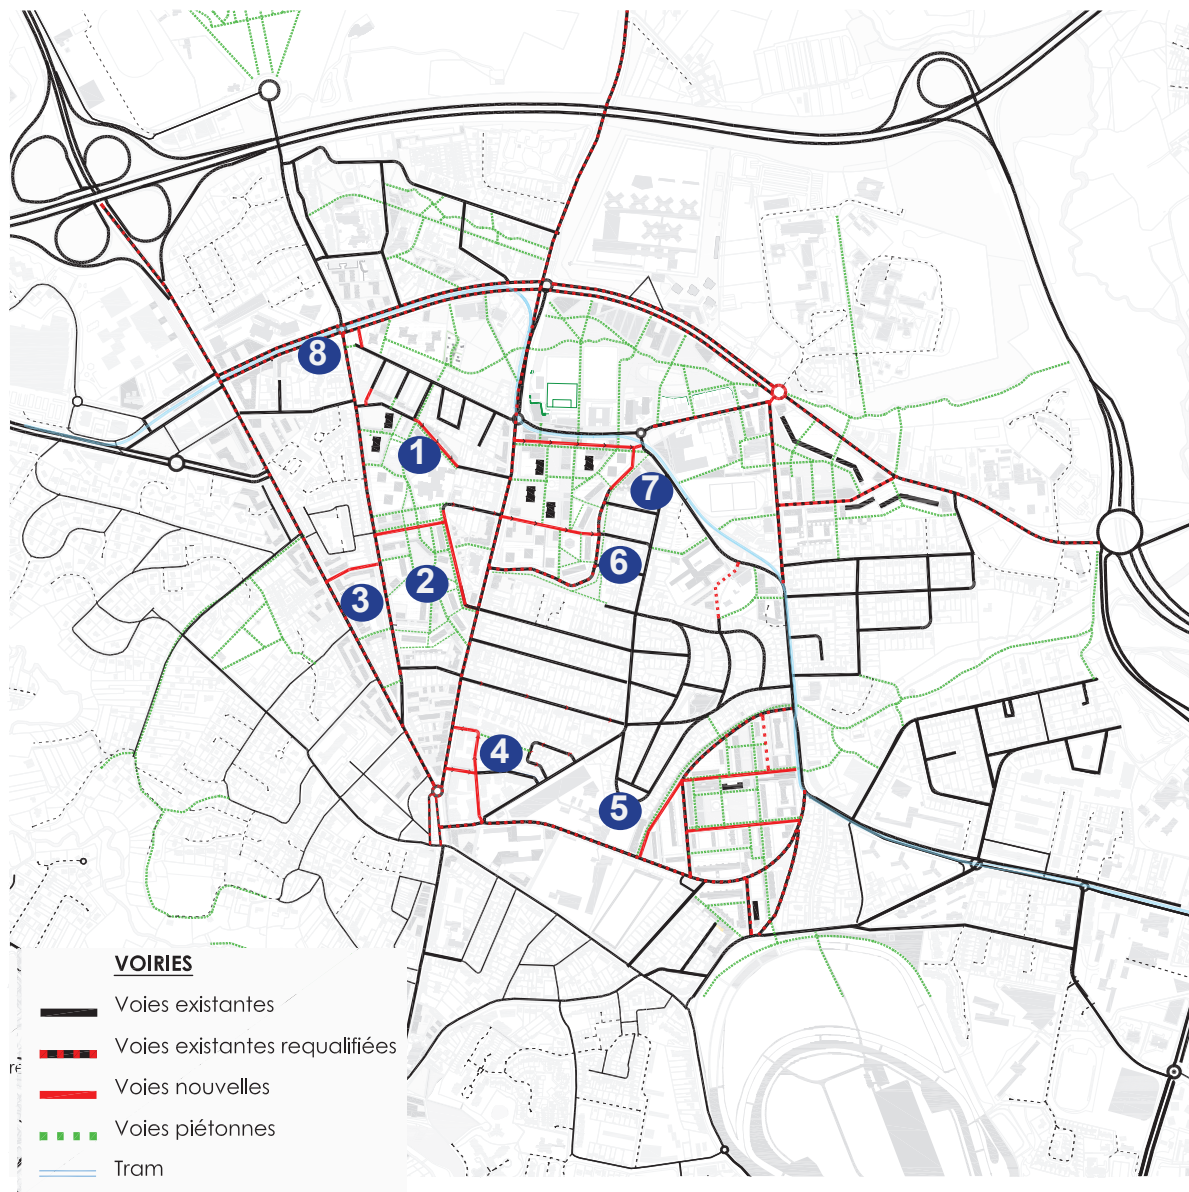 8
1
7
6
2
3
4
5
VOIRIES
Voies existantes
Voies existantes requalifiées
re
Voies nouvelles
Voies piétonnes
Tram